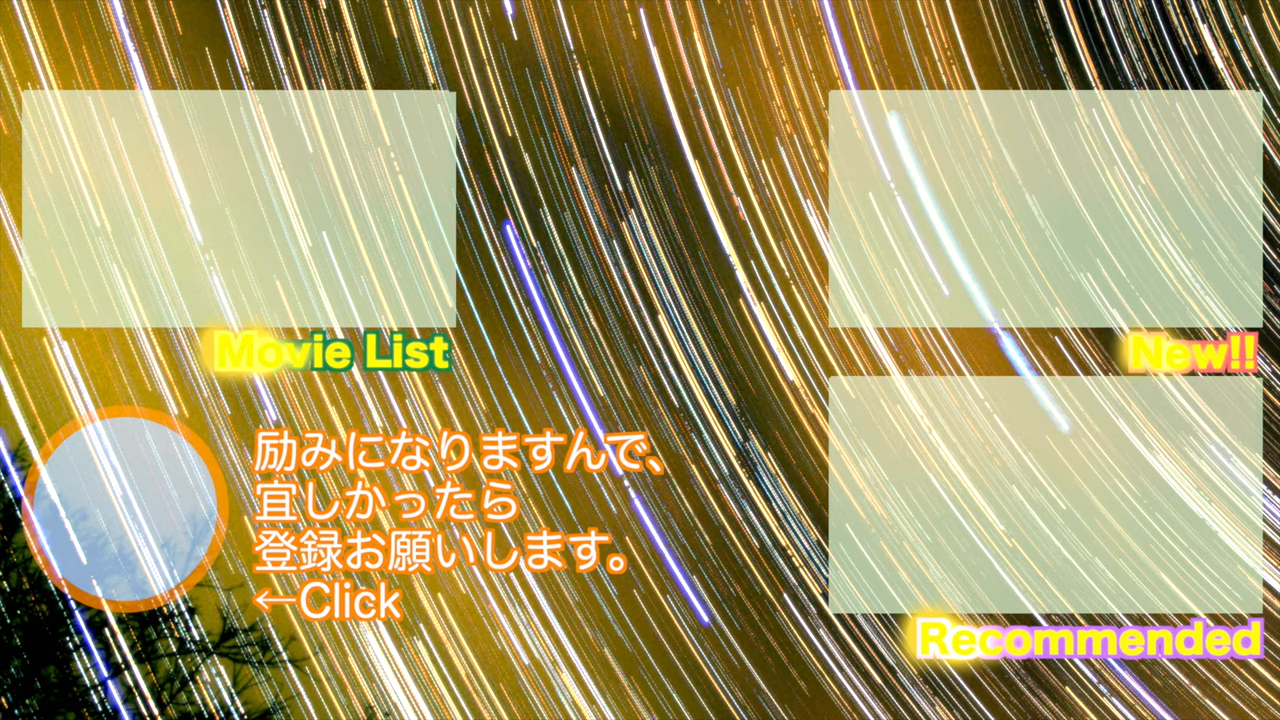 Movie List
New!!
励みになりますんで、
宜しかったら
登録お願いします。
←Click
Recommended